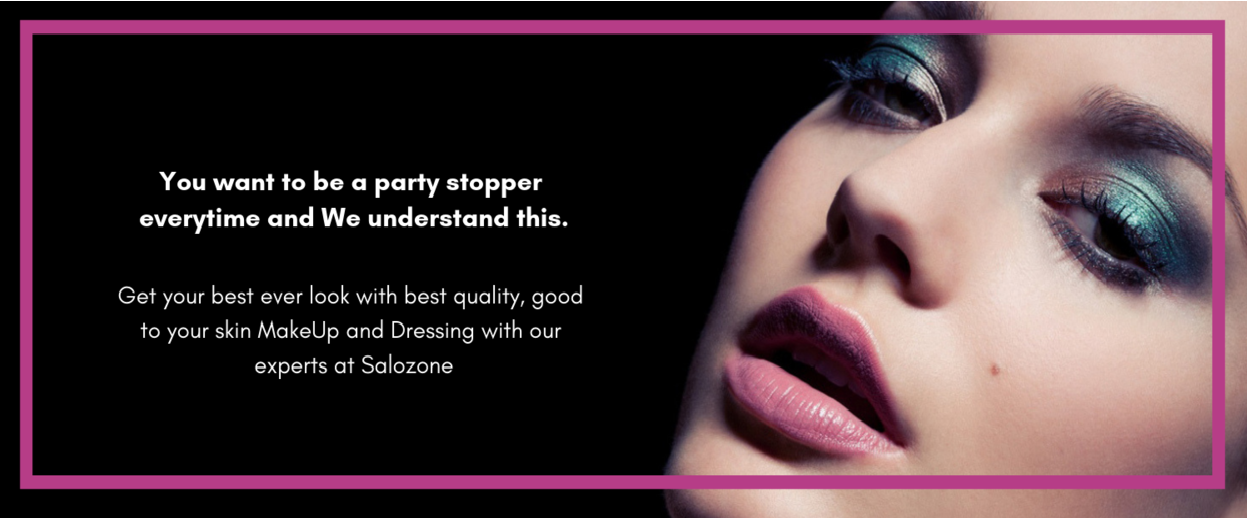 You want to be a party stopper
everytime and We understand this.
Get your best ever look with best quality, good
to your skin MakeUp and Dressing with our
experts at Salozone